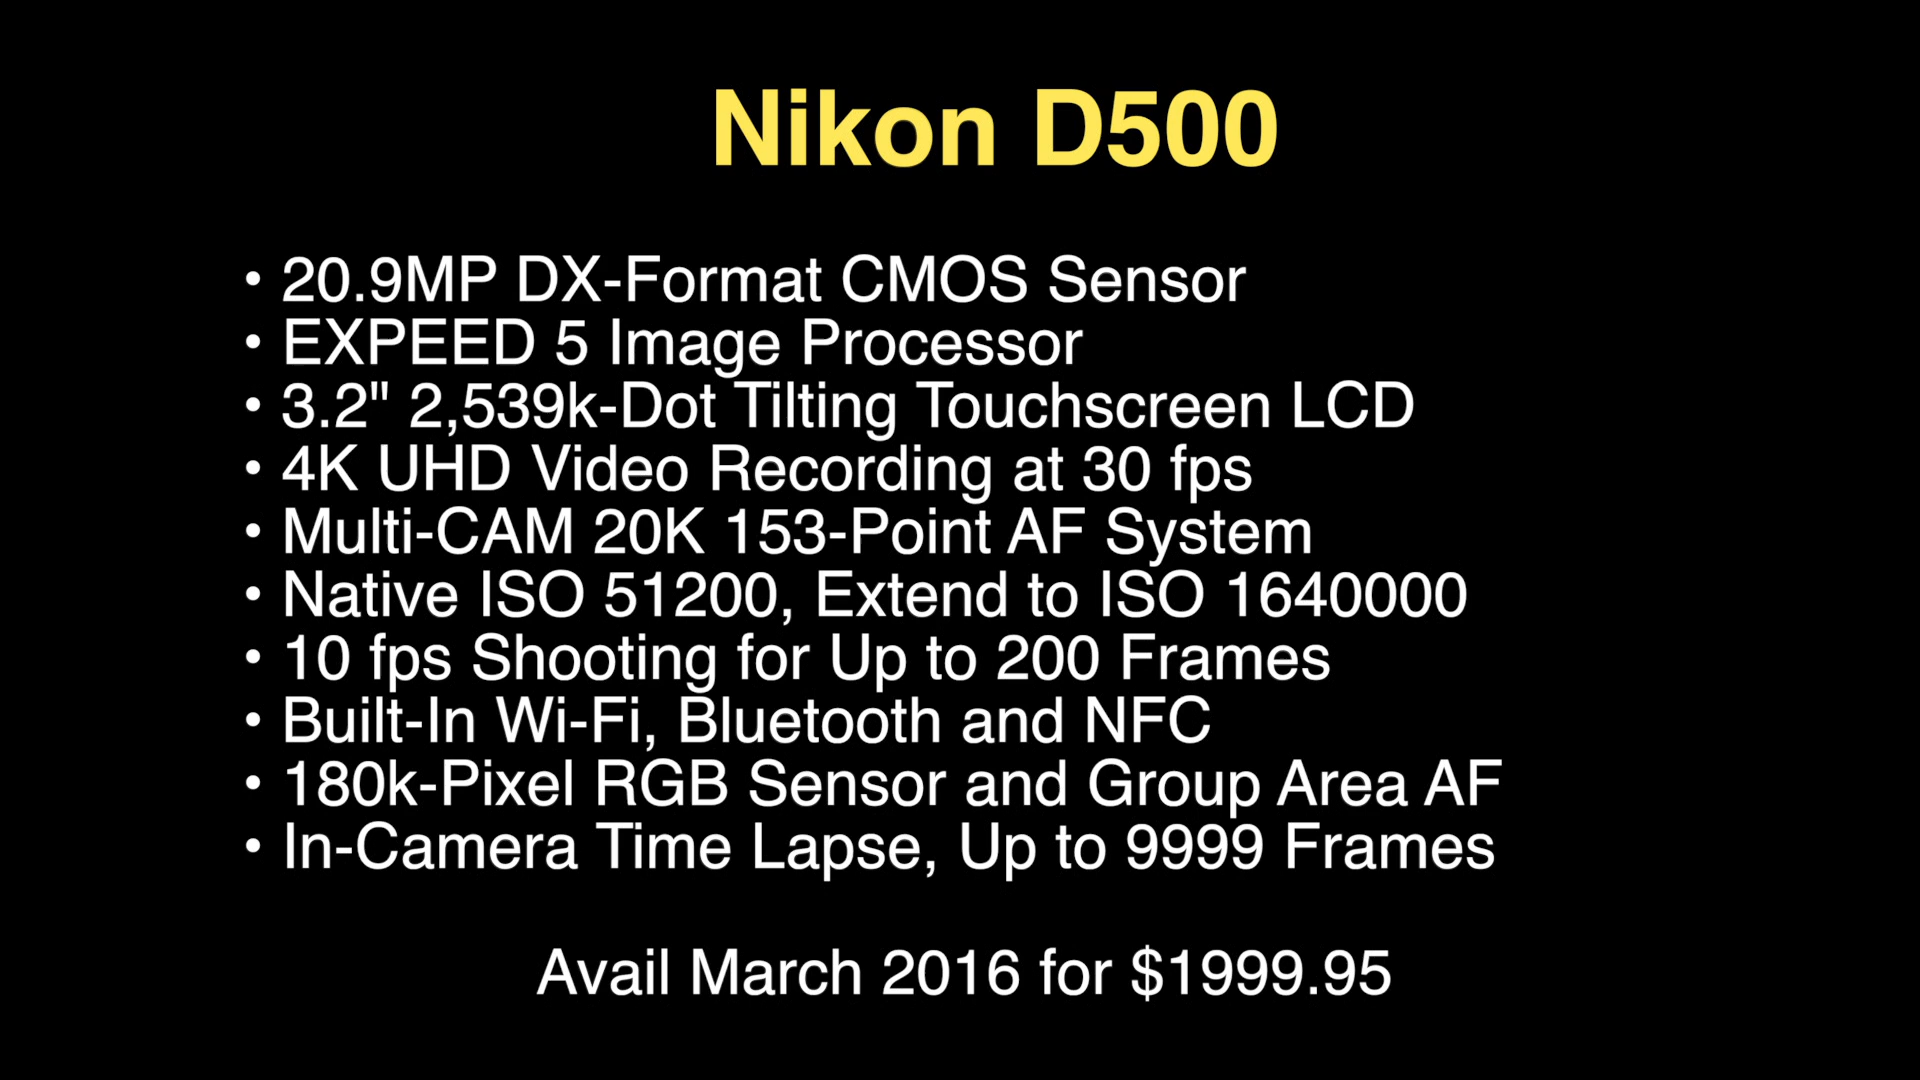 Nikon D500
• 20.9MP DX-Format CMOS Sensor
• EXPEED 5 Image Processor
• 3.2" 2,539k-Dot Tilting Touchscreen LCD
• 4K UHD Video Recording at 30 fps
• Multi-CAM 20K 153-Point AF System
• Native ISO 51200, Extend to ISO 1640000
• 10 fps Shooting for Up to 200 Frames
• Built-In Wi-Fi, Bluetooth and NFC
• 180k-Pixel RGB Sensor and Group Area AF
• In-Camera Time Lapse, Up to 9999 Frames
Avail March 2016 for $1999.95